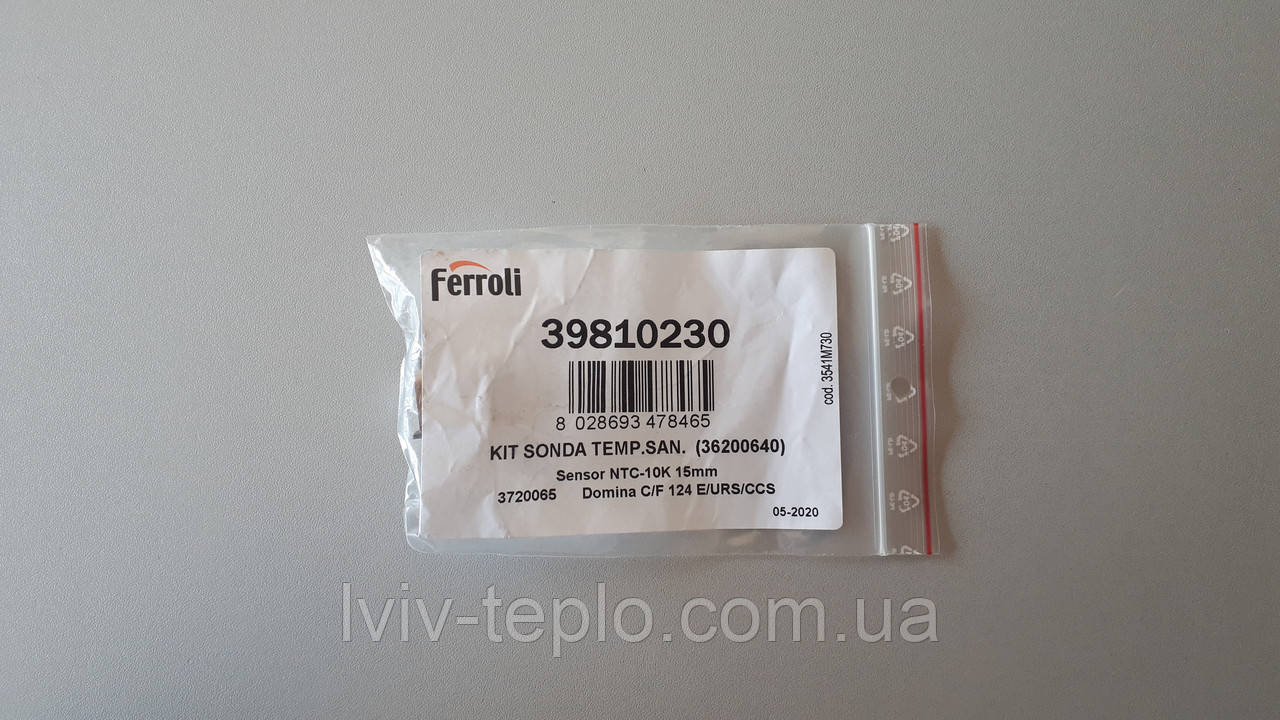 Ferroli
39810230
8 028693 478465
KIT SONDA TEMP.SAN. (36200640)
Sensor NTC-10K 15mm
3720065 Domina C/F 124 E/URS/CCS
05-2020
cod. 3541M730
lviv-teplo.com.ua